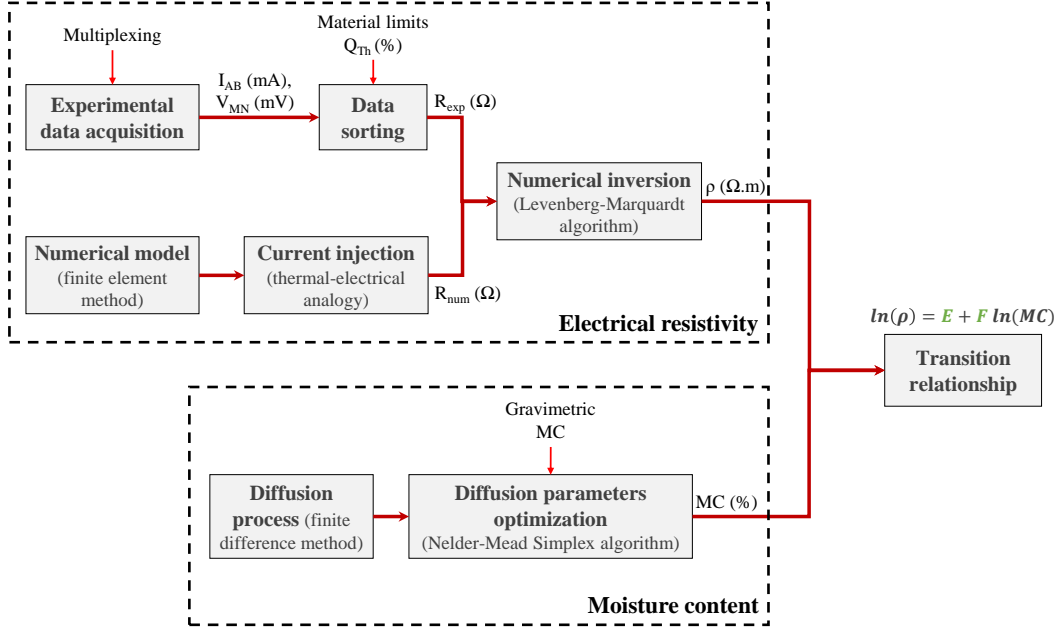 Multiplexing
Material limits
Q_Th (%)
Experimental
data acquisition
I_AB (mA),
V_MN (mV)
Data
sorting
R_exp (Ω)
Numerical inversion
(Levenberg-Marquardt
algorithm)
ρ (Ω.m)
Numerical model
(finite element
method)
Current injection
(thermal-electrical
analogy)
R_num (Ω)
Electrical resistivity
ln(ρ) = E + F ln(MC)
Transition
relationship
Gravimetric
MC
Diffusion
process (finite
difference method)
Diffusion parameters
optimization
(Nelder-Mead Simplex algorithm)
MC (%)
Moisture content